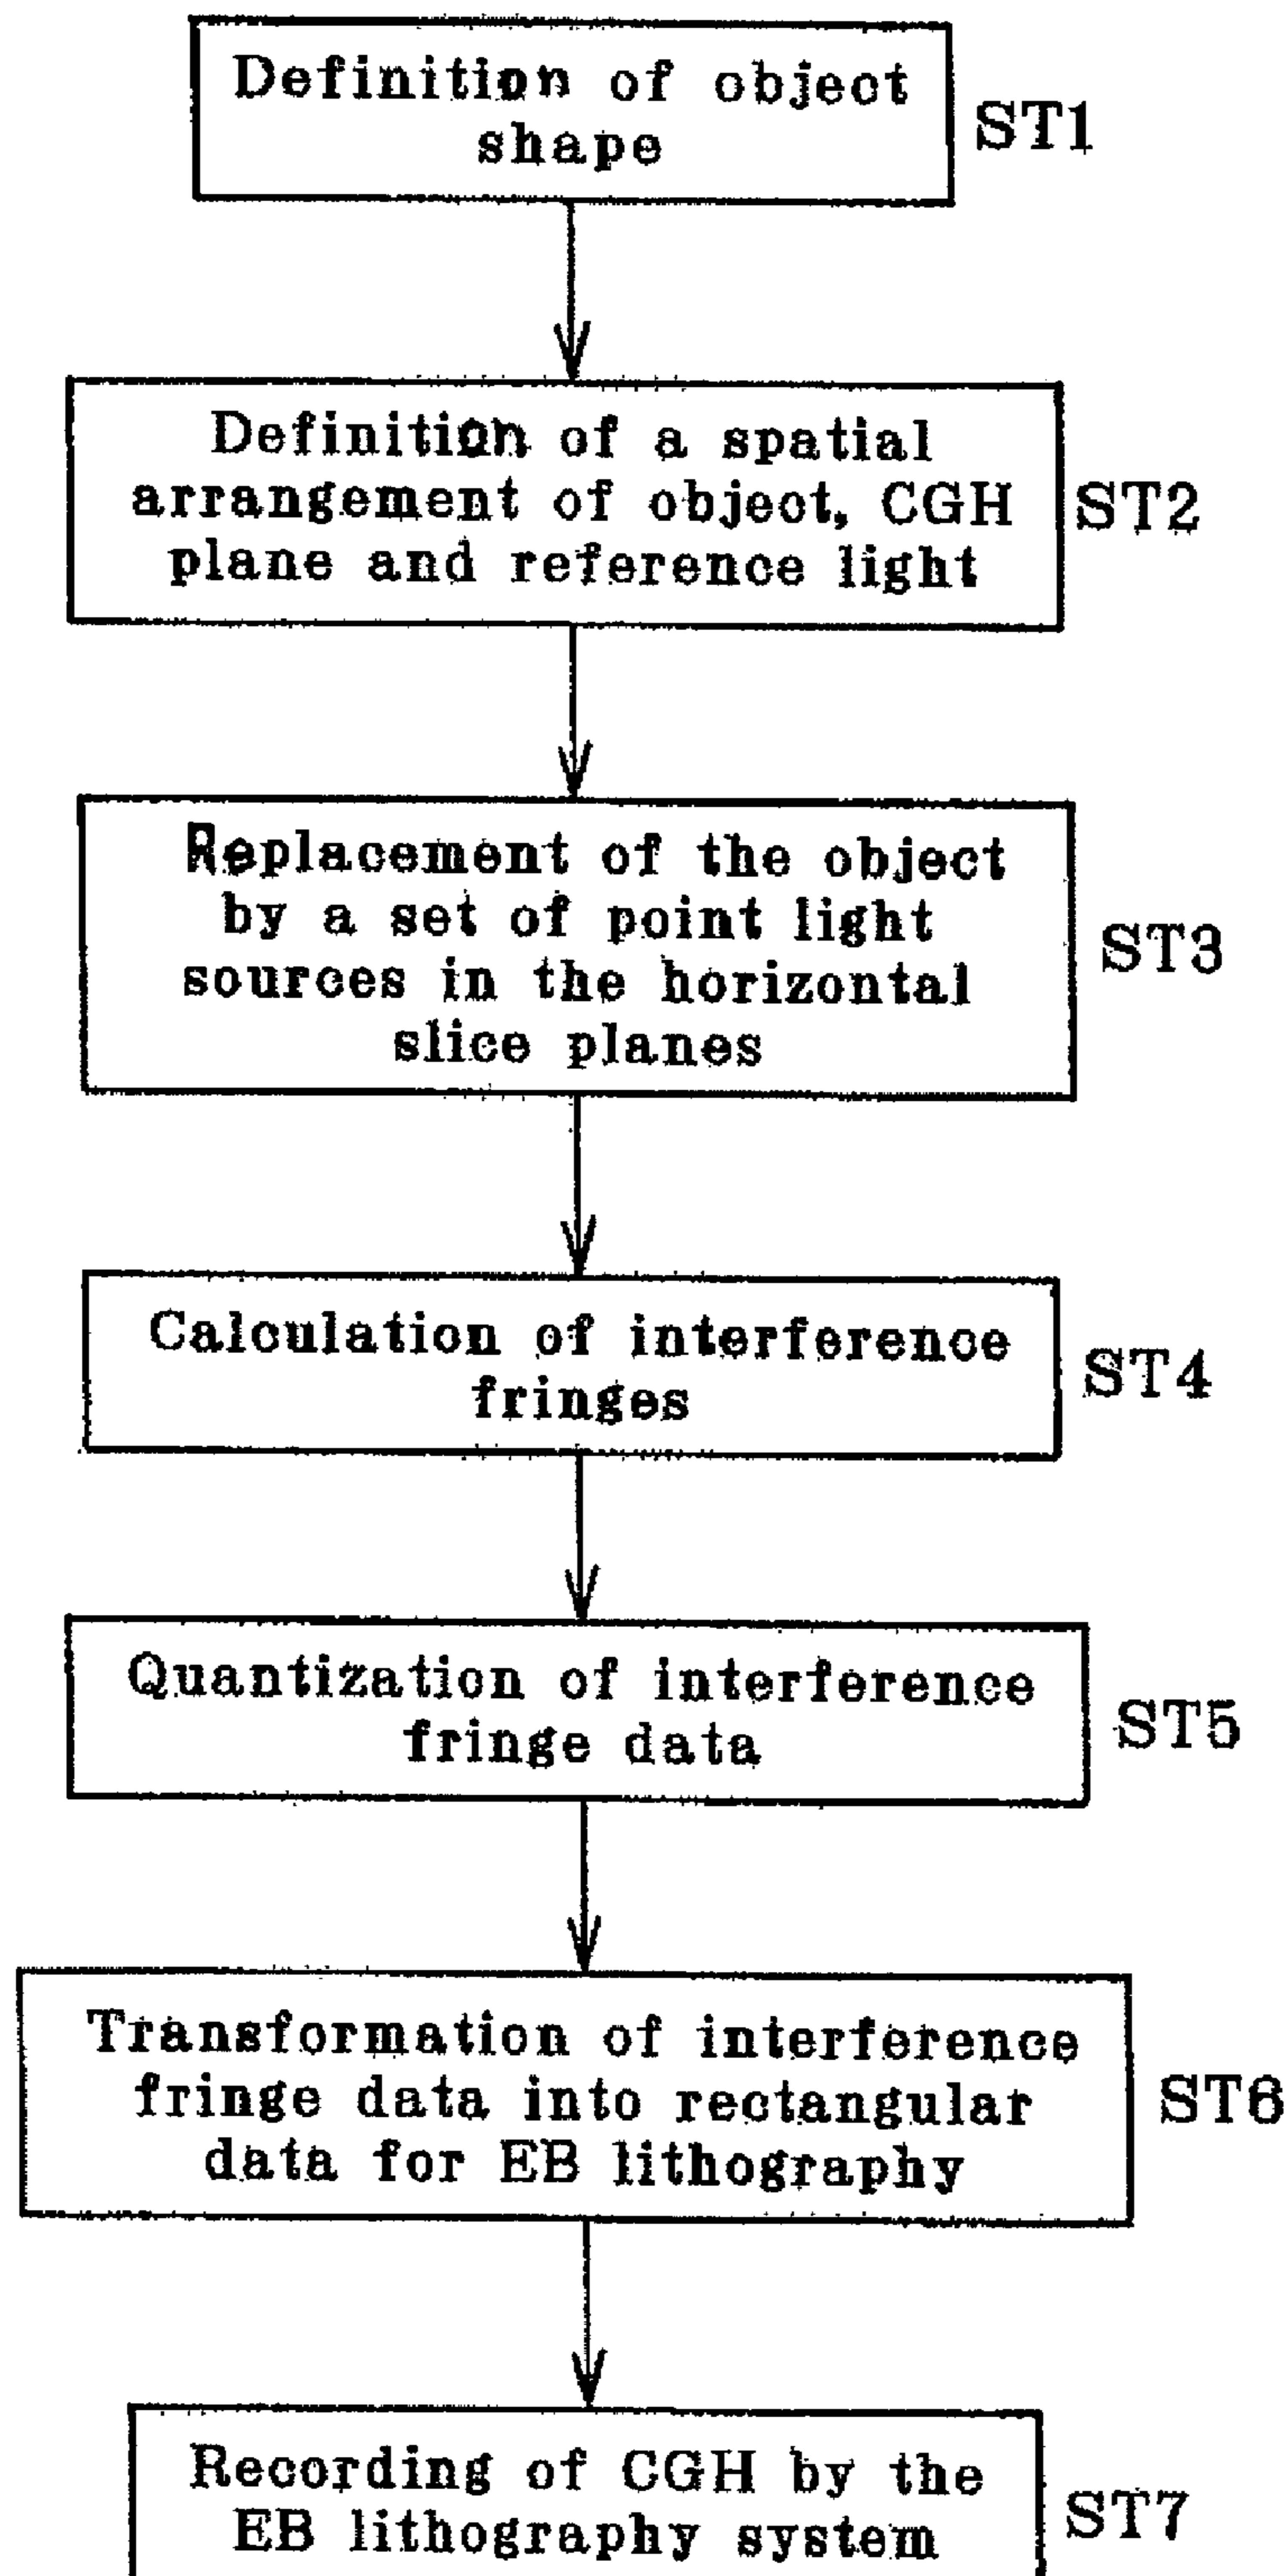 Definition of object
shape
ST1
Definition of a spatial
arrangement of object, CGH
plane and reference light
ST2
Replacement of the object
by a set of point light
sources in the horizontal
slice planes
ST3
Calculation of interference
fringes
ST4
Quantization of interference
fringe data
ST5
Transformation of interference
fringe data into rectangular
data for EB lithography
ST6
Recording of CGH by the
EB lithography system
ST7